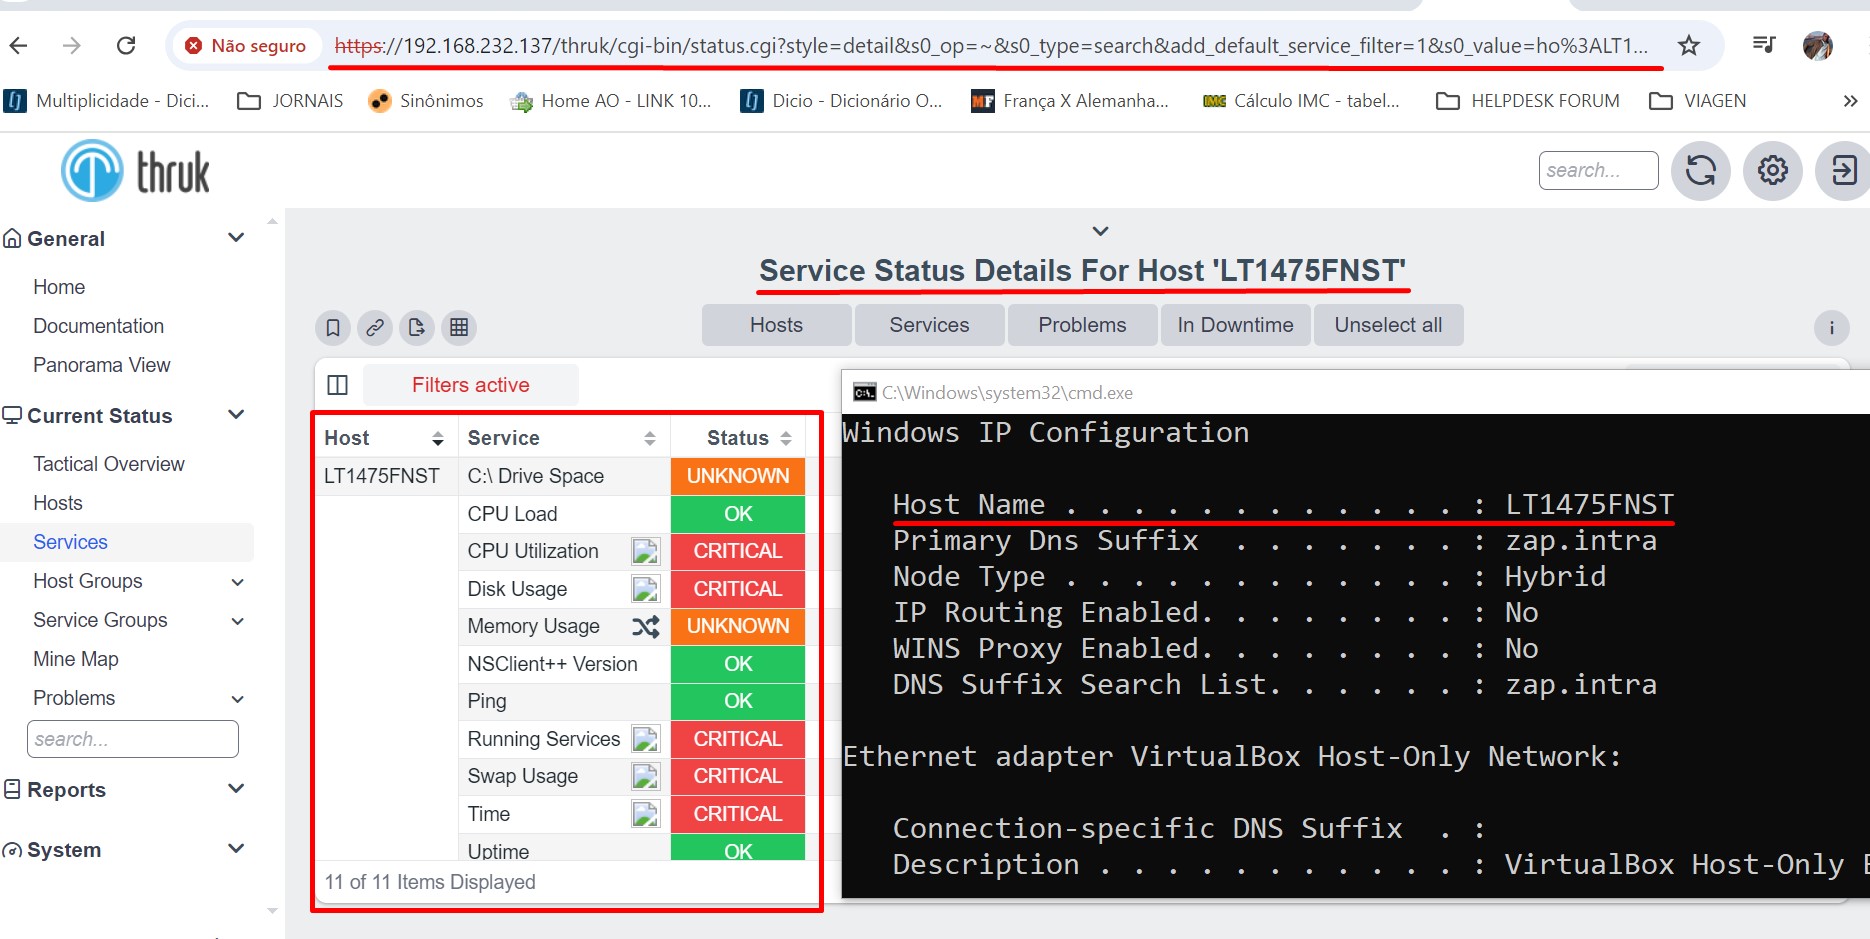 Não seguro
https://192.168.232.137/thruk/cgi-bin/status.cgi?style=detail&s0_op=~&s0_type=search&add_default_service_filter=1&s0_value=ho%3ALT1...
Multiplicidade - Dici...
JORNAIS
Sinônimos
Home AO - LINK 10...
Dicio - Dicionário O...
MF
França X Alemanha...
IMC
Cálculo IMC - tabel...
HELPDESK FORUM
VIAGEN
thruk
search...
General
Home
Documentation
Panorama View
Current Status
Tactical Overview
Hosts
Services
Host Groups
Service Groups
Mine Map
Problems
search...
Reports
System
Service Status Details For Host 'LT1475FNST'
Hosts
Services
Problems
In Downtime
Unselect all
i
Filters active
Host Service Status
LT1475FNST C:\ Drive Space UNKNOWN
CPU Load OK
CPU Utilization CRITICAL
Disk Usage CRITICAL
Memory Usage UNKNOWN
NSClient++ Version OK
Ping OK
Running Services CRITICAL
Swap Usage CRITICAL
Time CRITICAL
Uptime OK
11 of 11 Items Displayed
C:\Windows\system32\cmd.exe
Windows IP Configuration
Host Name . . . . . . . . . . . . : LT1475FNST
Primary Dns Suffix  . . . . . . . : zap.intra
Node Type . . . . . . . . . . . . : Hybrid
IP Routing Enabled. . . . . . . . : No
WINS Proxy Enabled. . . . . . . . : No
DNS Suffix Search List. . . . . . : zap.intra
Ethernet adapter VirtualBox Host-Only Network:
Connection-specific DNS Suffix  . :
Description . . . . . . . . . . . : VirtualBox Host-Only E